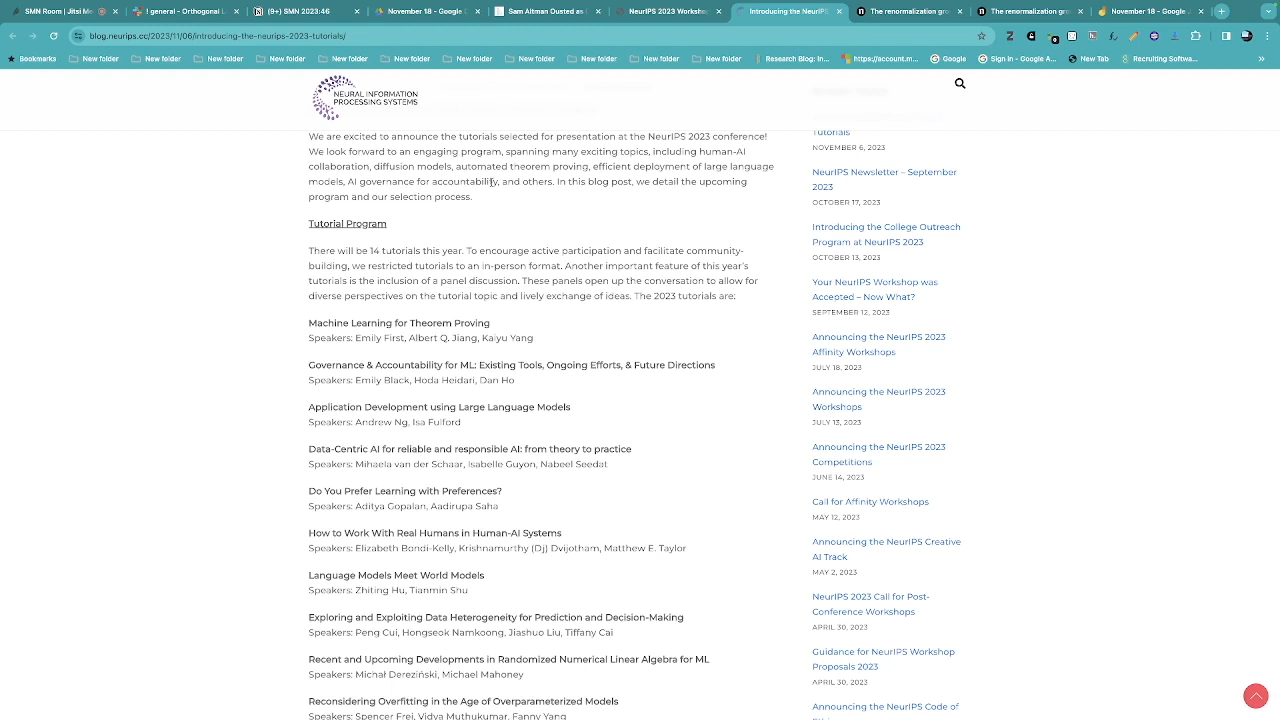 SMN Room | Jitsi M
general - Orthogonal L
(9+) SMN 2023:46
November 18 - Google
Introducing the NeurIPS
The renormalization gro
The renormalization gro
November 18 - Google
blog.neurips.cc/2023/11/06/introducing-the-neurips-2023-tutorials/
Bookmarks
New folder
New folder
New folder
New folder
New folder
New folder
New folder
New folder
New folder
New folder
New folder
Research Blog: In...
https://account.m...
Google
Sign in - Google A...
New Tab
Recruiting Softwa...
NEURAL INFORMATION
PROCESSING SYSTEMS
We are excited to announce the tutorials selected for presentation at the NeurIPS 2023 conference!
We look forward to an engaging program, spanning many exciting topics, including human-AI
collaboration, diffusion models, automated theorem proving, efficient deployment of large language
models, AI governance for accountability, and others. In this blog post, we detail the upcoming
program and our selection process.
Tutorial Program
There will be 14 tutorials this year. To encourage active participation and facilitate community-
building, we restricted tutorials to an in-person format. Another important feature of this year's
tutorials is the inclusion of a panel discussion. These panels open up the conversation to allow for
diverse perspectives on the tutorial topic and lively exchange of ideas. The 2023 tutorials are:
Machine Learning for Theorem Proving
Speakers: Emily First, Albert Q. Jiang, Kaiyu Yang
Governance & Accountability for ML: Existing Tools, Ongoing Efforts, & Future Directions
Speakers: Emily Black, Hoda Heidari, Dan Ho
Application Development using Large Language Models
Speakers: Andrew Ng, Isa Fulford
Data-Centric AI for reliable and responsible AI: from theory to practice
Speakers: Mihaela van der Schaar, Isabelle Guyon, Nabeel Seedat
Do You Prefer Learning with Preferences?
Speakers: Aditya Gopalan, Aadirupa Saha
How to Work With Real Humans in Human-AI Systems
Speakers: Elizabeth Bondi-Kelly, Krishnamurthy (Dj) Dvijotham, Matthew E. Taylor
Language Models Meet World Models
Speakers: Zhiting Hu, Tianmin Shu
Exploring and Exploiting Data Heterogeneity for Prediction and Decision-Making
Speakers: Peng Cui, Hongseok Namkoong, Jiashuo Liu, Tiffany Cai
Recent and Upcoming Developments in Randomized Numerical Linear Algebra for ML
Speakers: Michał Dereziński, Michael Mahoney
Reconsidering Overfitting in the Age of Overparameterized Models
Speakers: Spencer Frei, Vidya Muthukumar, Fanny Yang
Tutorials
NOVEMBER 6, 2023
NeurIPS Newsletter – September
2023
OCTOBER 17, 2023
Introducing the College Outreach
Program at NeurIPS 2023
OCTOBER 13, 2023
Your NeurIPS Workshop was
Accepted – Now What?
SEPTEMBER 12, 2023
Announcing the NeurIPS 2023
Affinity Workshops
JULY 18, 2023
Announcing the NeurIPS 2023
Workshops
JULY 13, 2023
Announcing the NeurIPS 2023
Competitions
JUNE 14, 2023
Call for Affinity Workshops
MAY 12, 2023
Announcing the NeurIPS Creative
AI Track
MAY 2, 2023
NeurIPS 2023 Call for Post-
Conference Workshops
APRIL 30, 2023
Guidance for NeurIPS Workshop
Proposals 2023
APRIL 30, 2023
Announcing the NeurIPS Code of